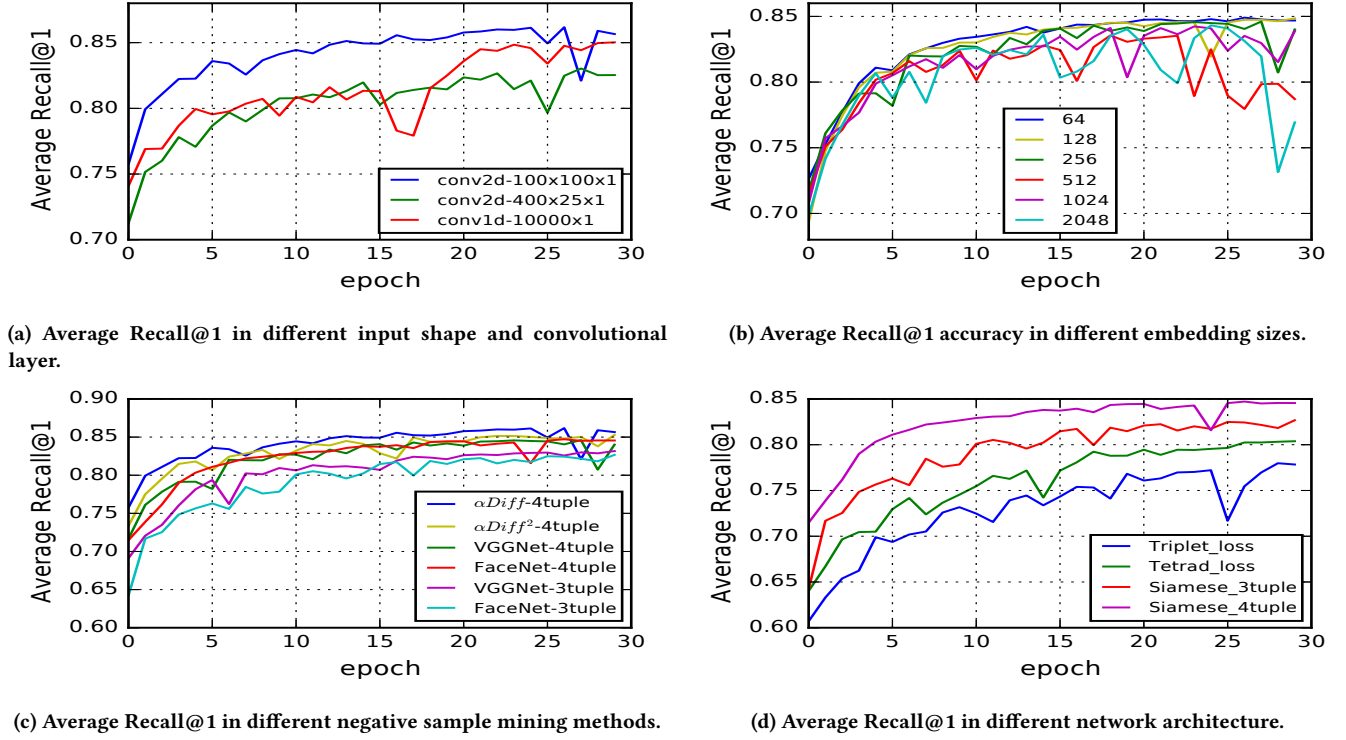 Average Recall@1
0.85
0.80
0.75
0.70
0 5 10 15 20 25 30
epoch
conv2d-100x100x1
conv2d-400x25x1
conv1d-10000x1
(a) Average Recall@1 in different input shape and convolutional
layer.
Average Recall@1
0.85
0.80
0.75
0.70
0 5 10 15 20 25 30
epoch
64
128
256
512
1024
2048
(b) Average Recall@1 accuracy in different embedding sizes.
Average Recall@1
0.90
0.85
0.80
0.75
0.70
0.65
0.60
0 5 10 15 20 25 30
epoch
αDiff-4tuple
αDiff²-4tuple
VGGNet-4tuple
FaceNet-4tuple
VGGNet-3tuple
FaceNet-3tuple
(c) Average Recall@1 in different negative sample mining methods.
Average Recall@1
0.85
0.80
0.75
0.70
0.65
0.60
0 5 10 15 20 25 30
epoch
Triplet_loss
Tetrad_loss
Siamese_3tuple
Siamese_4tuple
(d) Average Recall@1 in different network architecture.